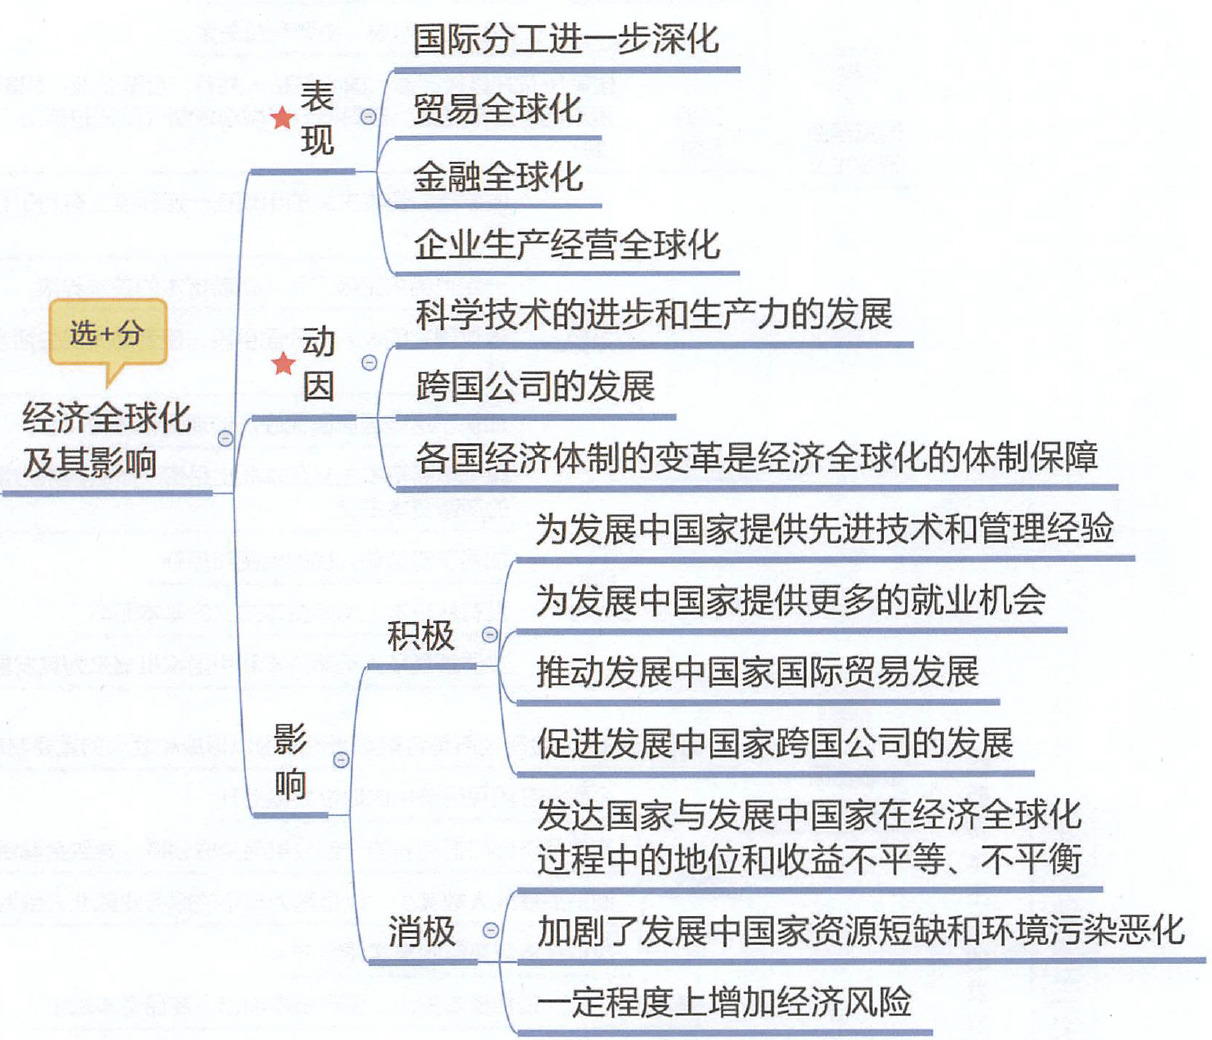 选+分
经济全球化
及其影响
表
现
国际分工进一步深化
贸易全球化
金融全球化
企业生产经营全球化
动
因
科学技术的进步和生产力的发展
跨国公司的发展
各国经济体制的变革是经济全球化的体制保障
影
响
积极
为发展中国家提供先进技术和管理经验
为发展中国家提供更多的就业机会
推动发展中国家国际贸易发展
促进发展中国家跨国公司的发展
消极
发达国家与发展中国家在经济全球化
过程中的地位和收益不平等、不平衡
加剧了发展中国家资源短缺和环境污染恶化
一定程度上增加经济风险